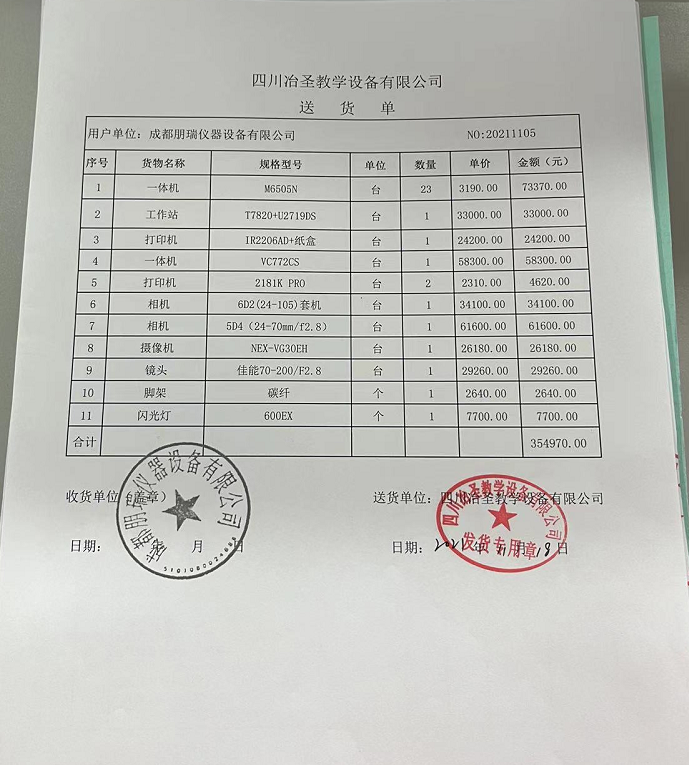 四川冶圣教学设备有限公司
送 货 单
用户单位：成都朋瑞仪器设备有限公司 NO:20211105
序号 货物名称 规格型号 单位 数量 单价 金额（元）
1 一体机 M6505N 台 23 3190.00 73370.00
2 工作站 T7820+U2719DS 台 1 33000.00 33000.00
3 打印机 IR2206AD+纸盒 台 1 24200.00 24200.00
4 一体机 VC772CS 台 1 58300.00 58300.00
5 打印机 2181K PRO 台 2 2310.00 4620.00
6 相机 6D2(24-105)套机 台 1 34100.00 34100.00
7 相机 5D4（24-70mm/f2.8） 台 1 61600.00 61600.00
8 摄像机 NEX-VG30EH 台 1 26180.00 26180.00
9 镜头 佳能70-200/F2.8 台 1 29260.00 29260.00
10 脚架 碳纤 个 1 2640.00 2640.00
11 闪光灯 600EX 个 1 7700.00 7700.00
合计 354970.00
收货单位（盖章） 送货单位：四川冶圣教学设备有限公司
成都朋瑞仪器设备有限公司
四川冶圣教学设备有限公司
发货专用章
日期： 月 日 日期：2021年11月18日